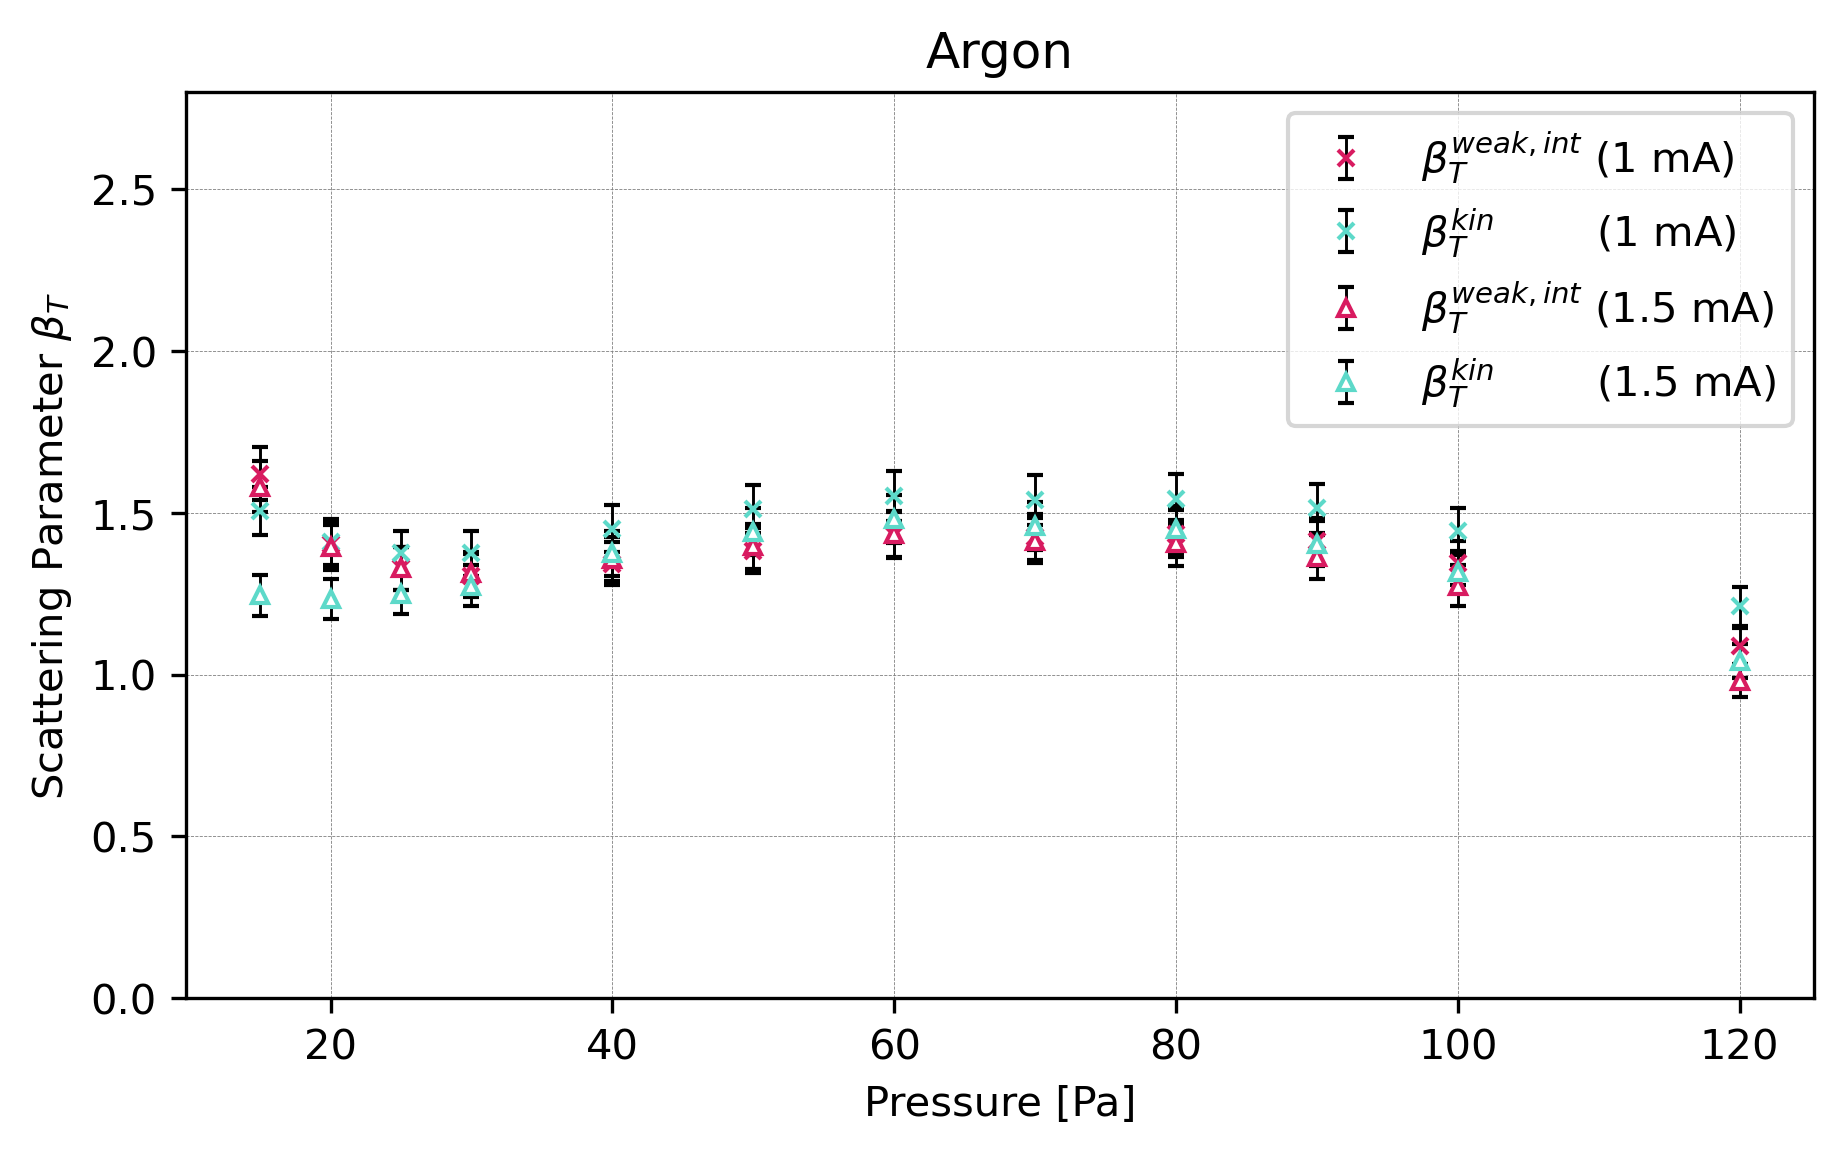 Argon
Scattering Parameter β_T
2.5
2.0
1.5
1.0
0.5
0.0
β_T^{weak,int} (1 mA)
β_T^{kin} (1 mA)
β_T^{weak,int} (1.5 mA)
β_T^{kin} (1.5 mA)
20 40 60 80 100 120
Pressure [Pa]